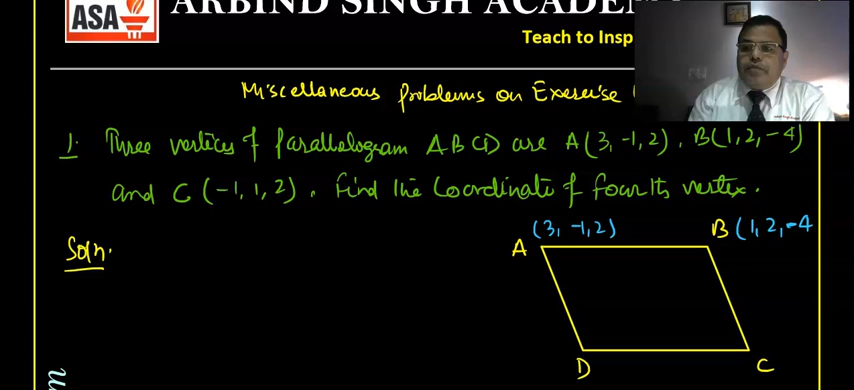 ARBIND SINGH ACADEM
ASA
Teach to Insp
Miscellaneous problems on Exercise
1. Three vertices of parallelogram ABCD are A(3,-1,2), B(1,2,-4)
and C(-1,1,2). Find the Coordinate of fourth vertex.
Soln.
A (3,-1,2) B (1,2,-4
D C